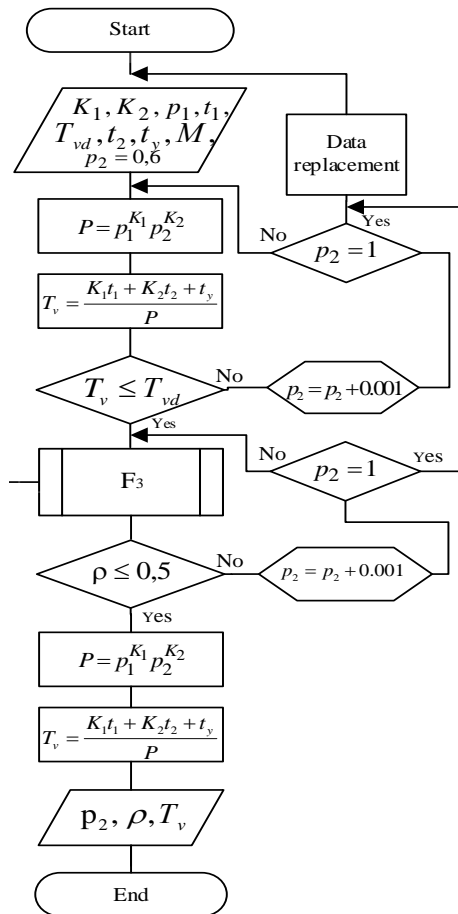 Start
K₁, K₂, p₁, t₁,
T_vd, t₂, t_y, M,
p₂ = 0,6
Data
replacement
P = p₁^K₁ p₂^K₂
No
Yes
p₂ = 1
T_v = (K₁t₁ + K₂t₂ + t_y) / P
T_v ≤ T_vd
No
p₂ = p₂ + 0.001
Yes
F₃
No
p₂ = 1
Yes
ρ ≤ 0,5
No
p₂ = p₂ + 0.001
Yes
P = p₁^K₁ p₂^K₂
T_v = (K₁t₁ + K₂t₂ + t_y) / P
p₂, ρ, T_v
End